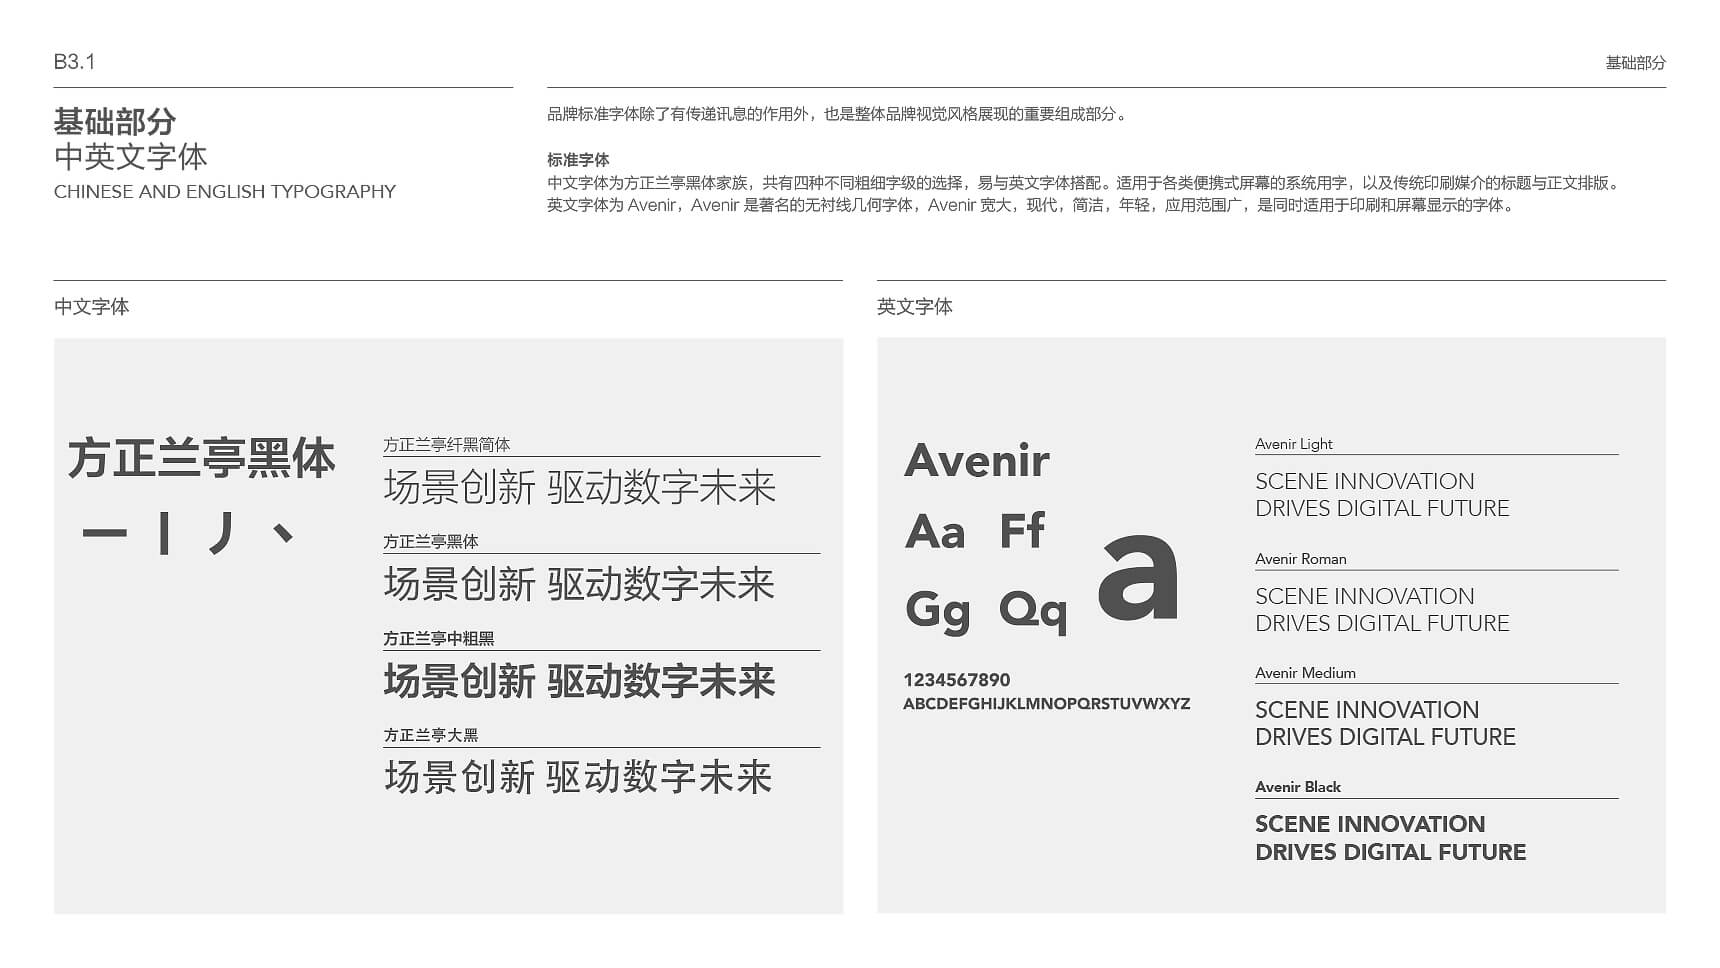 B3.1
基础部分
基础部分
中英文字体
CHINESE AND ENGLISH TYPOGRAPHY
品牌标准字体除了有传递讯息的作用外，也是整体品牌视觉风格展现的重要组成部分。
标准字体
中文字体为方正兰亭黑体家族，共有四种不同粗细字级的选择，易与英文字体搭配。适用于各类便携式屏幕的系统用字，以及传统印刷媒介的标题与正文排版。
英文字体为 Avenir，Avenir 是著名的无衬线几何字体，Avenir 宽大，现代，简洁，年轻，应用范围广，是同时适用于印刷和屏幕显示的字体。
中文字体
方正兰亭黑体
一丨丿丶
方正兰亭纤黑简体
场景创新 驱动数字未来
方正兰亭黑体
场景创新 驱动数字未来
方正兰亭中粗黑
场景创新 驱动数字未来
方正兰亭大黑
场景创新 驱动数字未来
英文字体
Avenir
Aa Ff
Gg Qq
a
1234567890
ABCDEFGHIJKLMNOPQRSTUVWXYZ
Avenir Light
SCENE INNOVATION
DRIVES DIGITAL FUTURE
Avenir Roman
SCENE INNOVATION
DRIVES DIGITAL FUTURE
Avenir Medium
SCENE INNOVATION
DRIVES DIGITAL FUTURE
Avenir Black
SCENE INNOVATION
DRIVES DIGITAL FUTURE